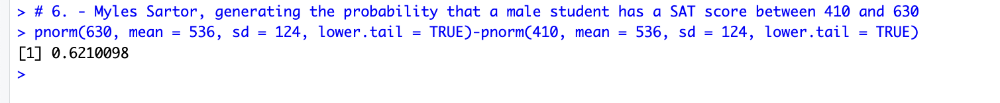 > # 6. - Myles Sartor, generating the probability that a male student has a SAT score between 410 and 630
> pnorm(630, mean = 536, sd = 124, lower.tail = TRUE)-pnorm(410, mean = 536, sd = 124, lower.tail = TRUE)
[1] 0.6210098
>